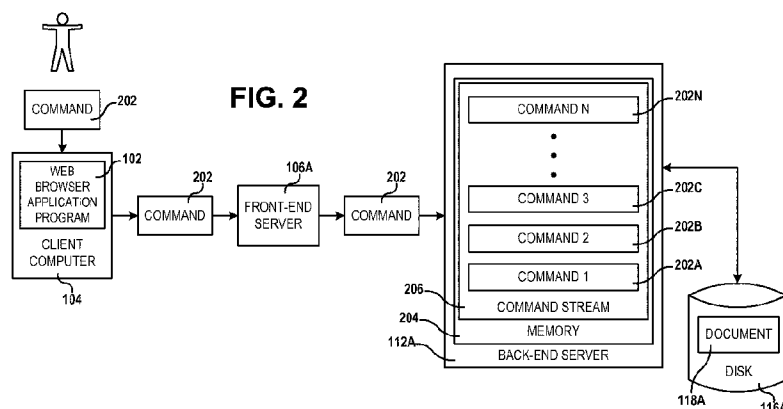 FIG. 2
COMMAND
202
102
WEB
BROWSER
APPLICATION
PROGRAM
CLIENT
COMPUTER
104
202
COMMAND
106A
FRONT-END
SERVER
202
COMMAND
COMMAND N
202N
COMMAND 3
202C
COMMAND 2
202B
COMMAND 1
202A
206
COMMAND STREAM
204
MEMORY
112A
BACK-END SERVER
DOCUMENT
DISK
118A
116A